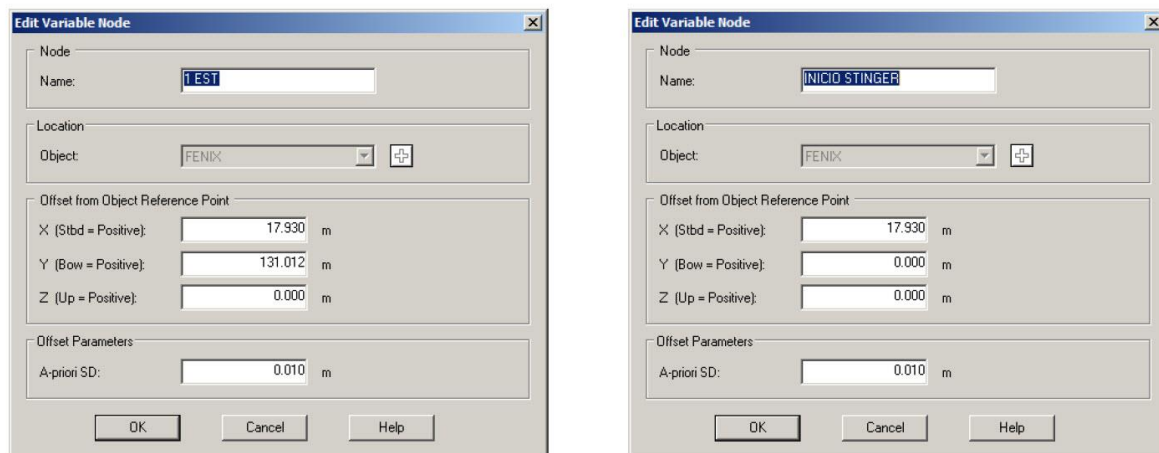 Edit Variable Node
Node
Name: 1 EST
Location
Object: FENIX
Offset from Object Reference Point
X (Stbd = Positive): 17.930 m
Y (Bow = Positive): 131.012 m
Z (Up = Positive): 0.000 m
Offset Parameters
A-priori SD: 0.010 m
OK Cancel Help
Edit Variable Node
Node
Name: INICIO STINGER
Location
Object: FENIX
Offset from Object Reference Point
X (Stbd = Positive): 17.930 m
Y (Bow = Positive): 0.000 m
Z (Up = Positive): 0.000 m
Offset Parameters
A-priori SD: 0.010 m
OK Cancel Help